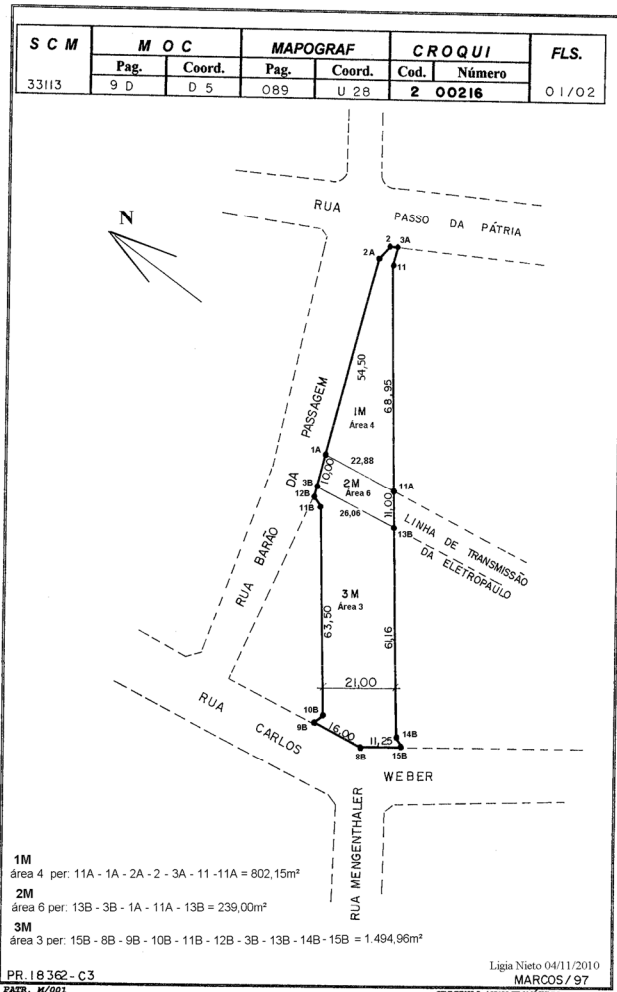 S C M M O C MAPOGRAF CROQUI FLS.
Pag. Coord. Pag. Coord. Cod. Número
33113 9 D D 5 089 U 28 2 00216 01/02
RUA PASSO DA PÁTRIA
N
2A 2 3A
11
54,50
68,95
RUA BARÃO DA PASSAGEM
1M
Área 4
1A
22,88
10,00
2M
Área 6
11A
3B
12B
11B
26,06
11,00
13B
LINHA DE TRANSMISSÃO
DA ELETROPAULO
3 M
Área 3
63,50
61,16
21,00
10B
9B
16,00
11,25
14B
8B
15B
RUA CARLOS WEBER
RUA MENGENTHALER
1M
área 4 per: 11A - 1A - 2A - 2 - 3A - 11 -11A = 802,15m²
2M
área 6 per: 13B - 3B - 1A - 11A - 13B = 239,00m²
3M
área 3 per: 15B - 8B - 9B - 10B - 11B - 12B - 3B - 13B - 14B - 15B = 1.494,96m²
Ligia Nieto 04/11/2010
PR.18362-C3 MARCOS/97
PATR. M/001